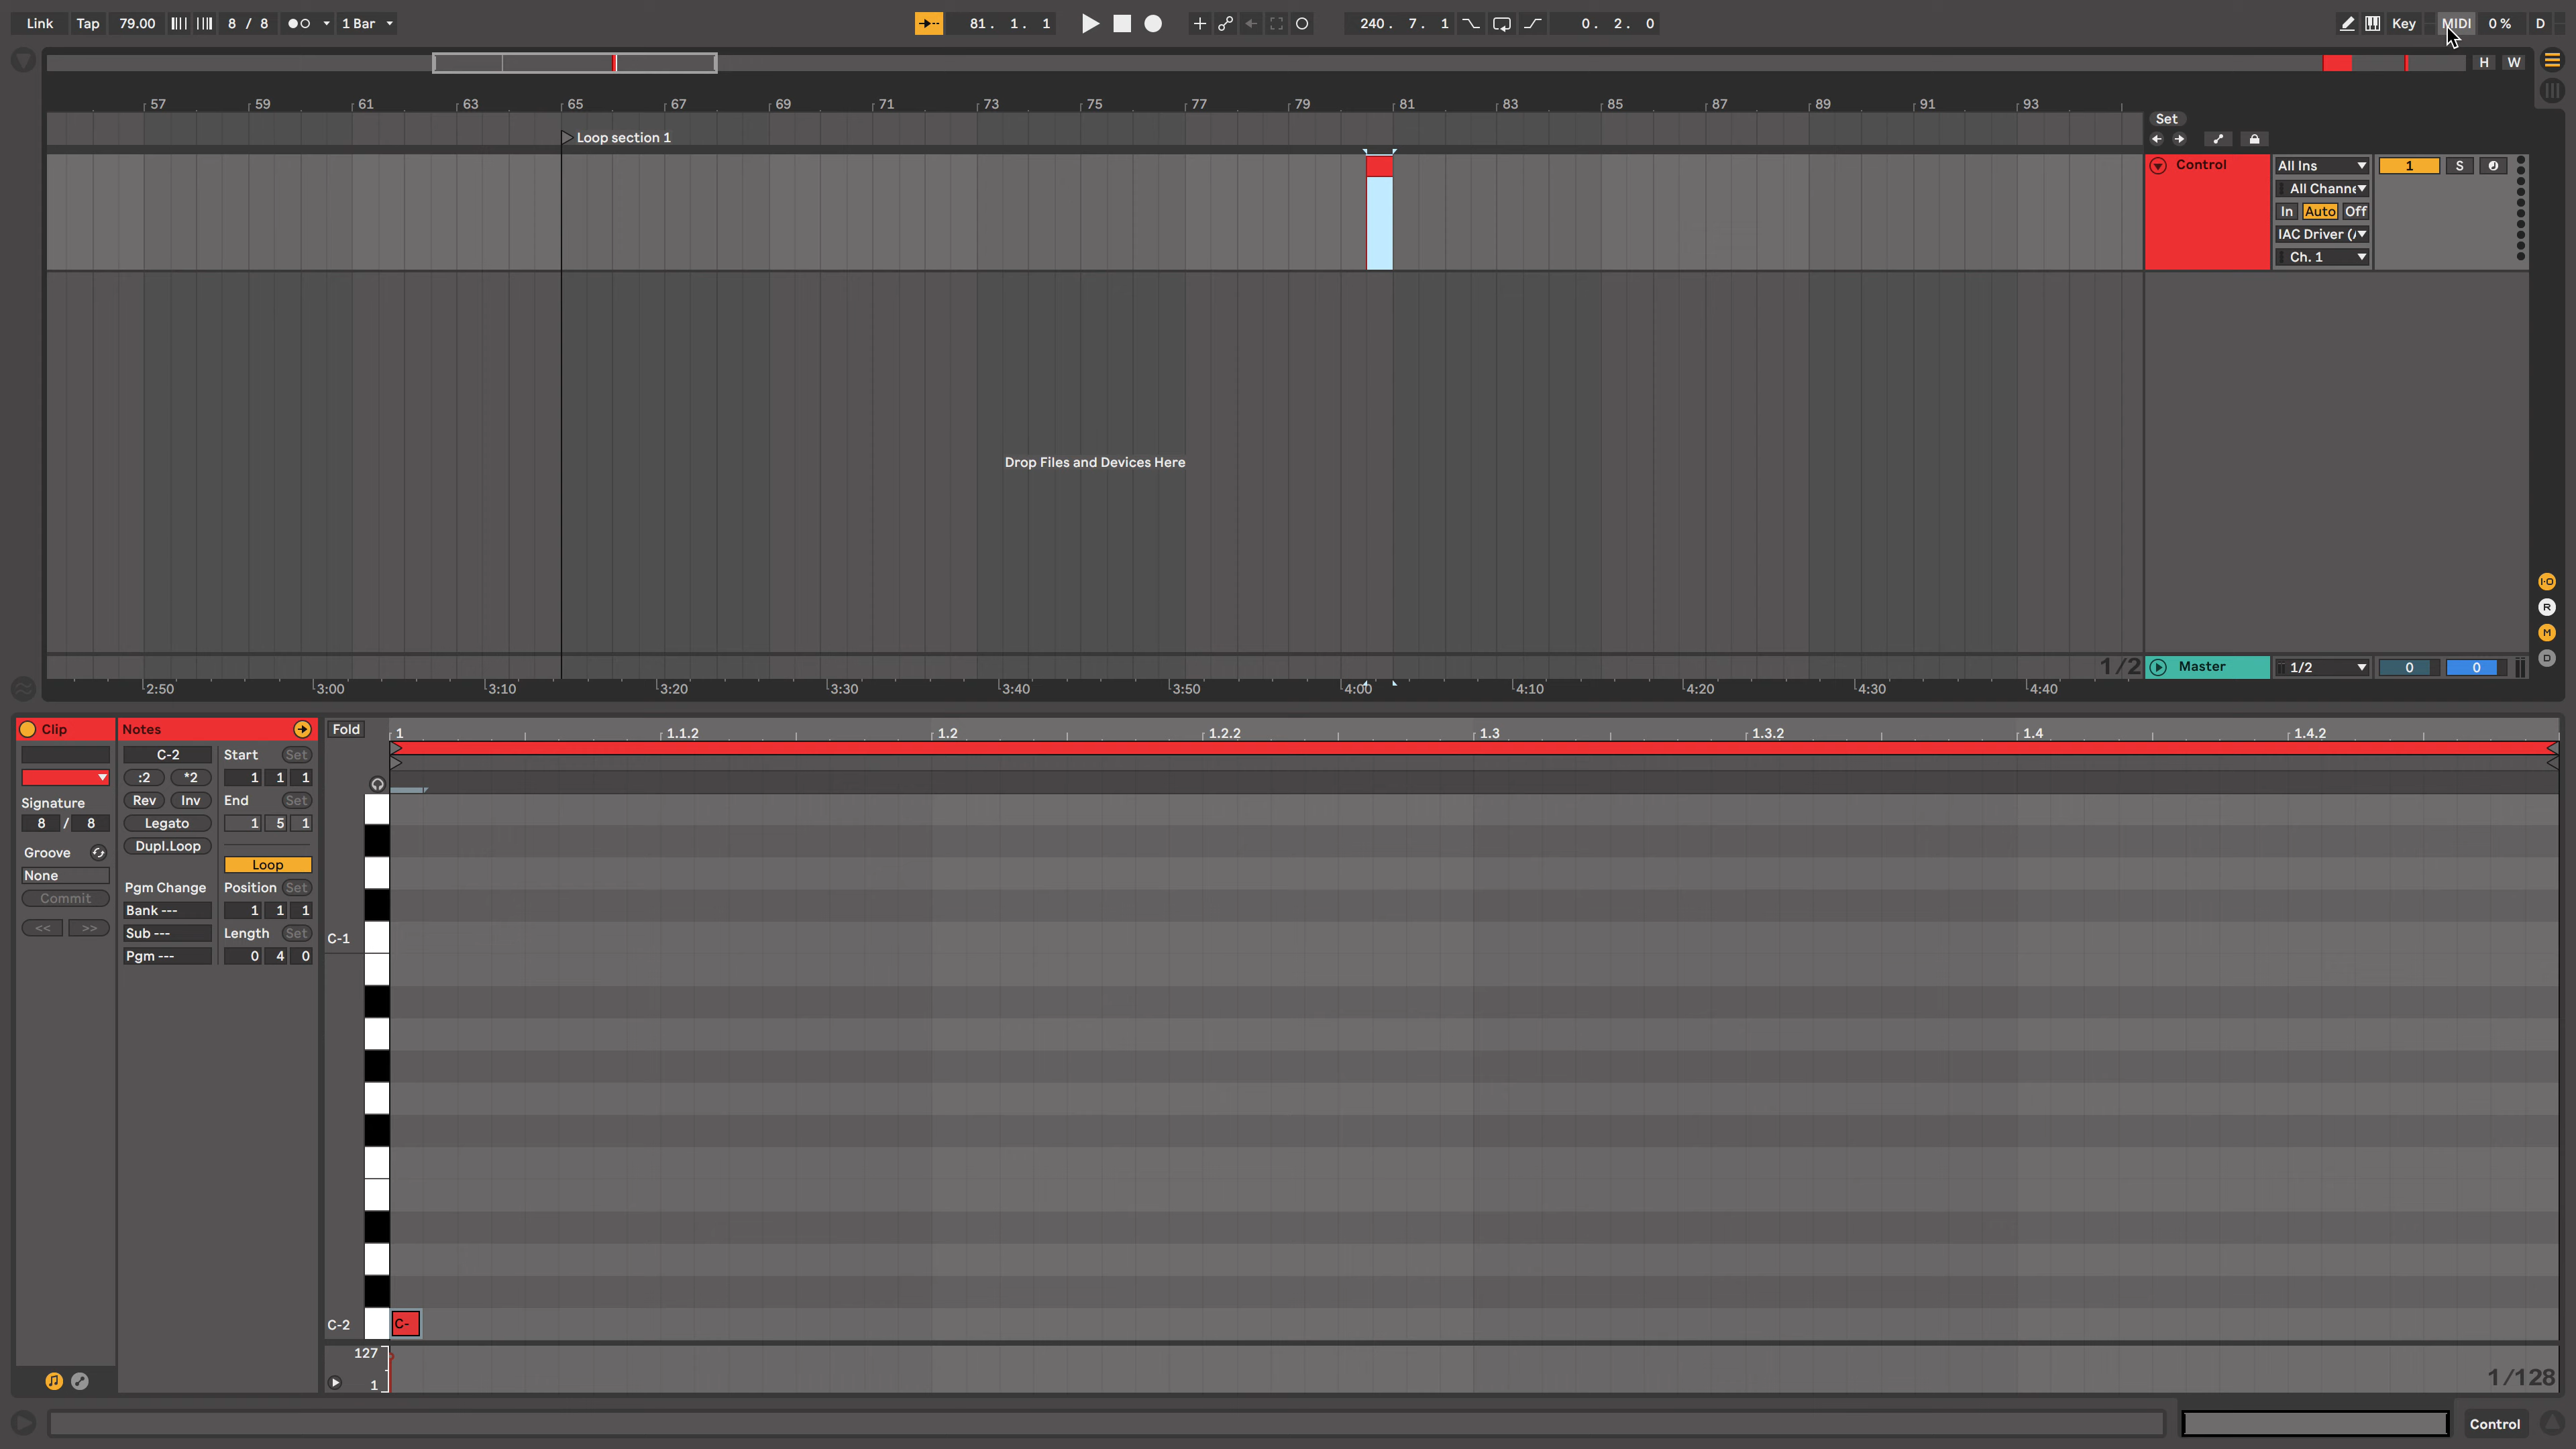 Link Tap 79.00 8 / 8 1 Bar 81. 1. 1 240. 7. 1 0. 2. 0 Key MIDI 0 % D
H W
57 59 61 63 65 67 69 71 73 75 77 79 81 83 85 87 89 91 93
Set
Loop section 1
Control All Ins 1 S
All Channe
In Auto Off
IAC Driver (
Ch. 1
Drop Files and Devices Here
I·O
R
M
D
1/2 Master 1/2 0 0
2:50 3:00 3:10 3:20 3:30 3:40 3:50 4:00 4:10 4:20 4:30 4:40
Clip Notes Fold 1 1.1.2 1.2 1.2.2 1.3 1.3.2 1.4 1.4.2
C-2 Start Set
:2 *2 1 1 1
Signature Rev Inv End Set
8 / 8 Legato 1 5 1
Groove Dupl.Loop
None Loop
Commit Pgm Change Position Set
<< >> Bank --- 1 1 1
Sub --- Length Set
Pgm --- 0 4 0
C-1
C-2 C-
127
1
1/128
Control